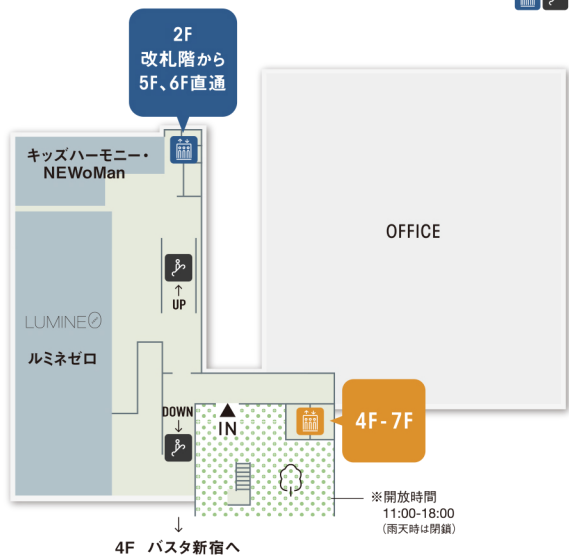 2F
改札階から
5F、6F直通
キッズハーモニー・
NEWoMan
OFFICE
↑
UP
LUMINE0
ルミネゼロ
DOWN
↓
IN
4F-7F
※開放時間
11:00-18:00
(雨天時は閉鎖)
↓
4F バスタ新宿へ